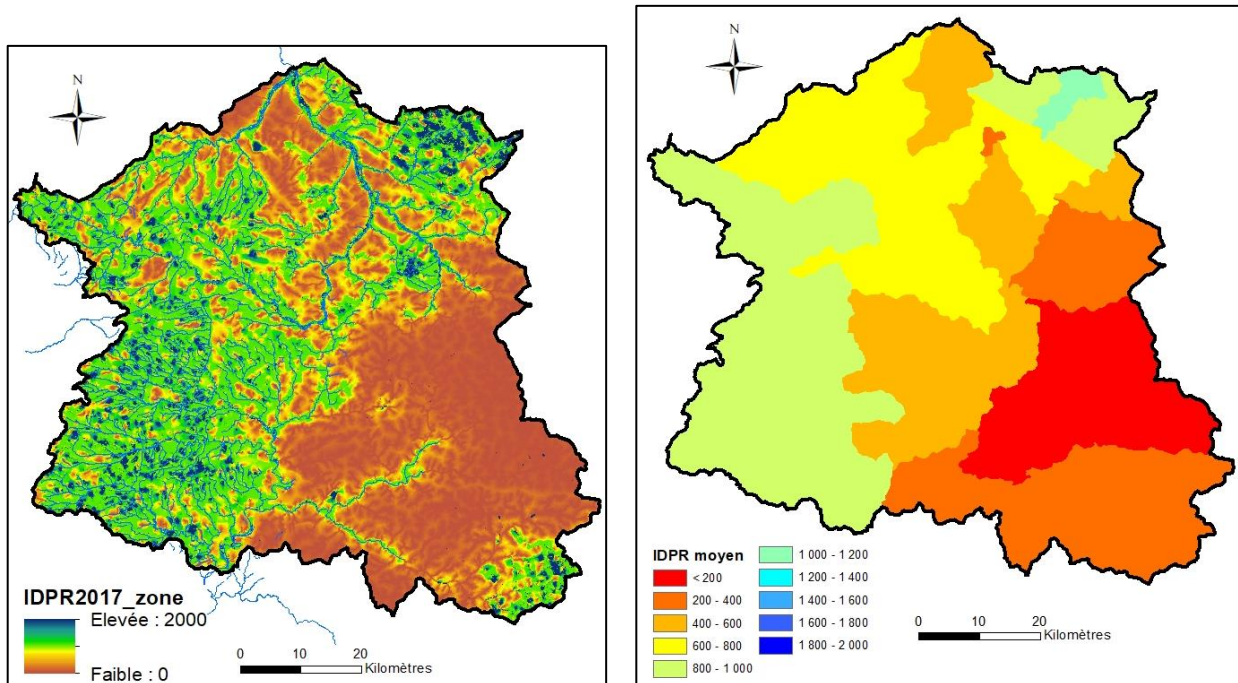 N
IDPR2017_zone
Elevée : 2000
Faible : 0
0 10 20
Kilomètres
N
IDPR moyen
< 200
200 - 400
400 - 600
600 - 800
800 - 1 000
1 000 - 1 200
1 200 - 1 400
1 400 - 1 600
1 600 - 1 800
1 800 - 2 000
0 10 20
Kilomètres